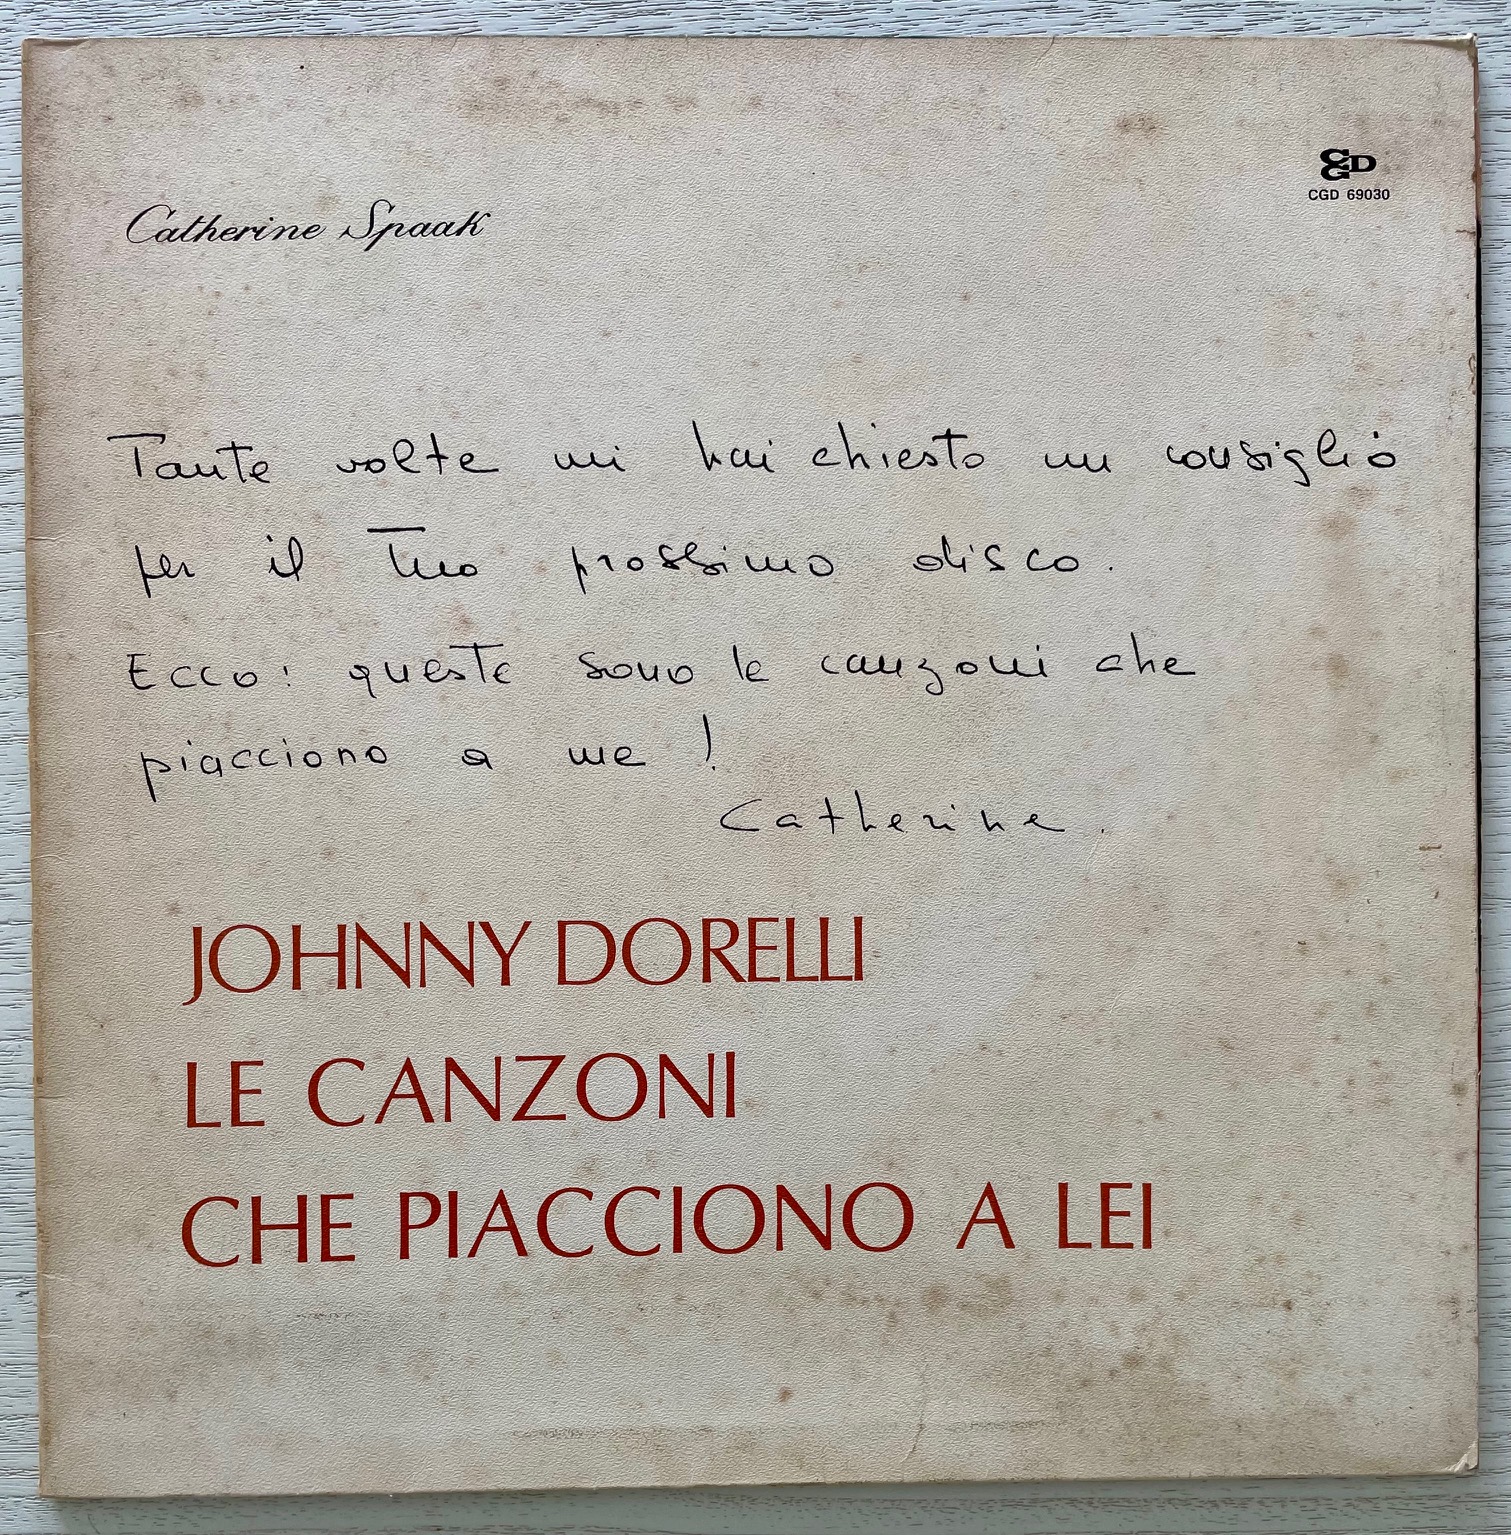 CGD
CGD 69030
Catherine Spaak
Tante volte mi hai chiesto un consiglio
per il Tuo prossimo disco.
Ecco: queste sono le canzoni che
piacciono a me!
Catherine.
JOHNNY DORELLI
LE CANZONI
CHE PIACCIONO A LEI